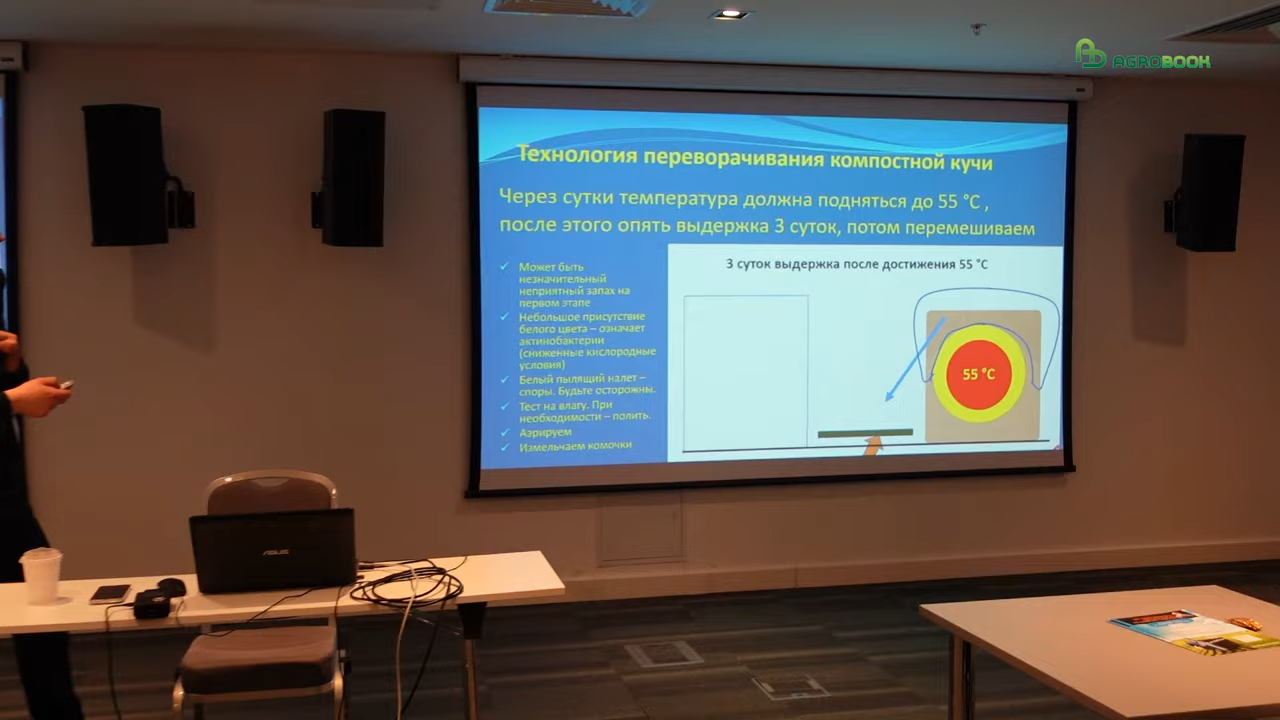 AGROBOOK
Технология переворачивания компостной кучи
Через сутки температура должна подняться до 55 °C ,
после этого опять выдержка 3 суток, потом перемешиваем
✓ Может быть
незначительный
неприятный запах на
первом этапе
✓ Небольшое присутствие
белого цвета – означает
актинобактерии
(сниженные кислородные
условия)
✓ Белый пылящий налет –
споры. Будьте осторожны.
✓ Тест на влагу. При
необходимости – полить.
✓ Аэрируем
✓ Измельчаем комочки
3 суток выдержка после достижения 55 °C
55 °C
ASUS